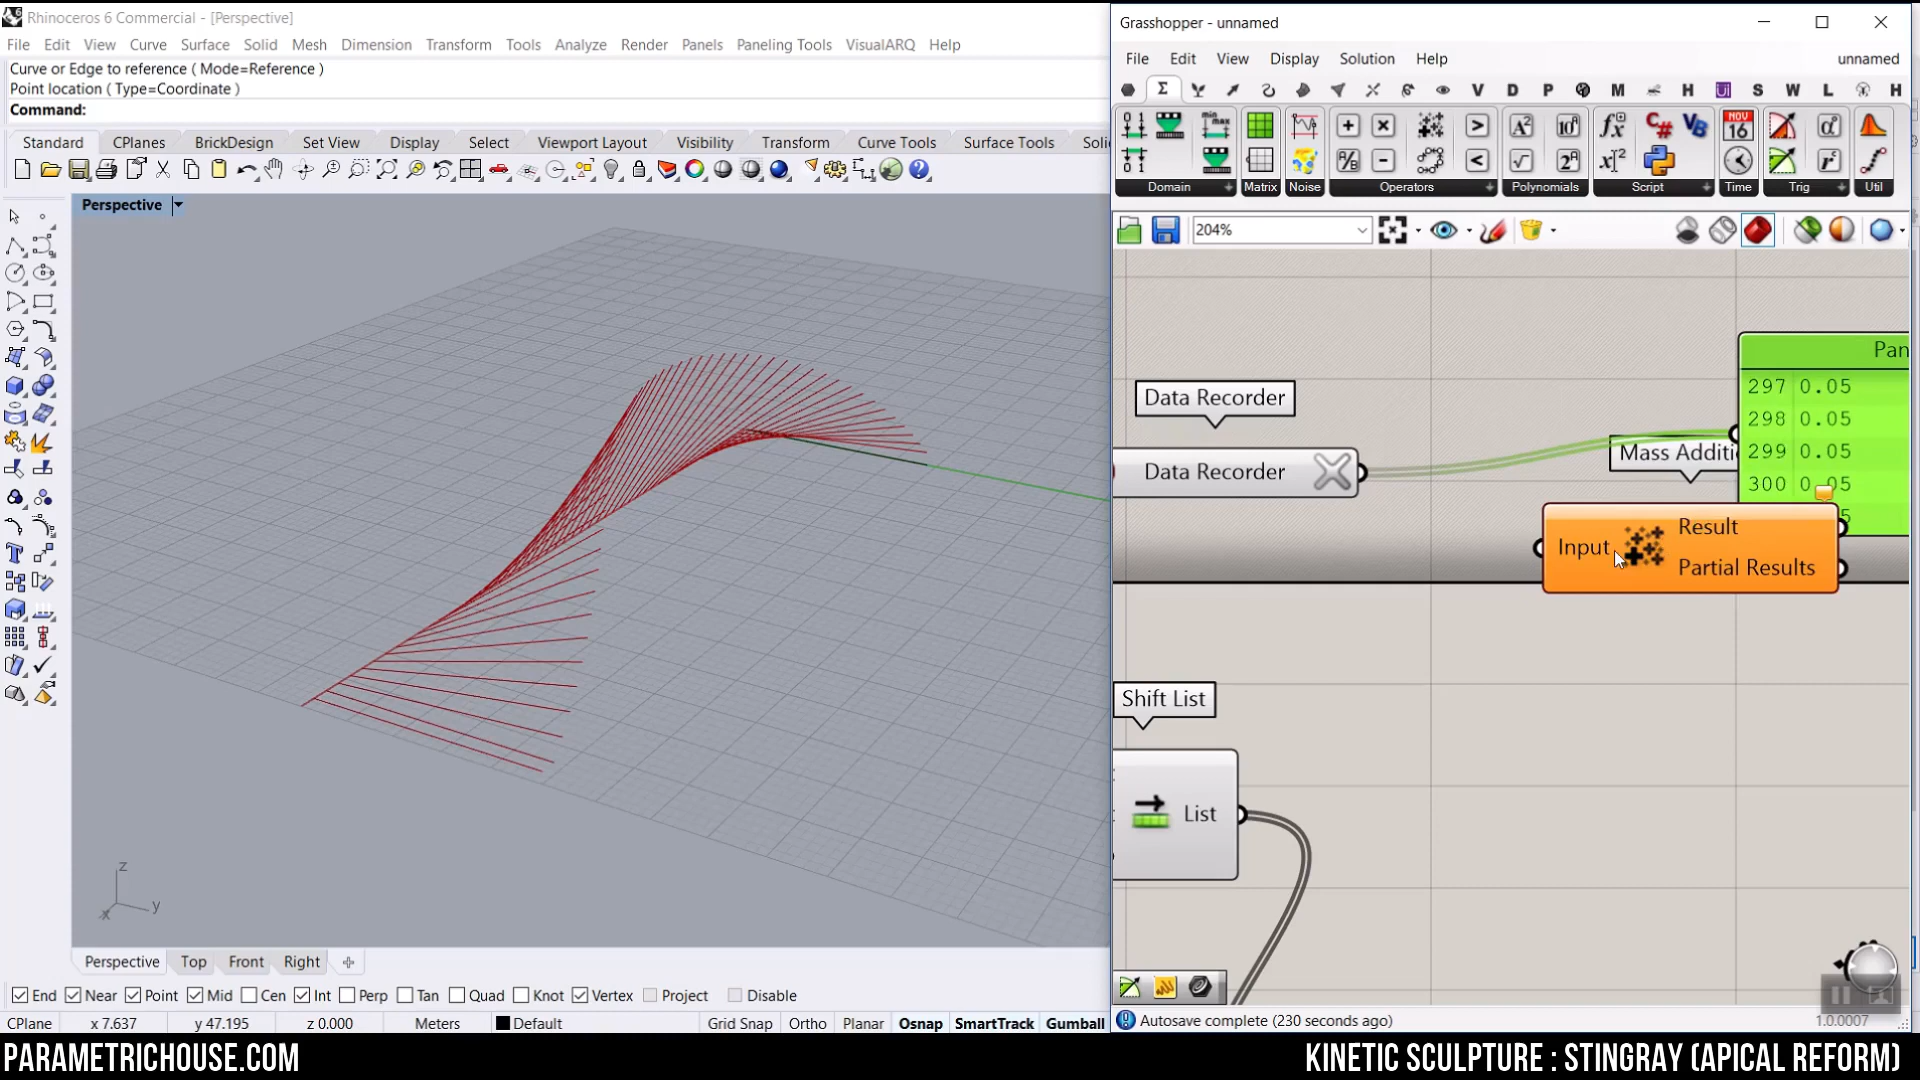 Rhinoceros 6 Commercial - [Perspective]
File Edit View Curve Surface Solid Mesh Dimension Transform Tools Analyze Render Panels Paneling Tools VisualARQ Help
Curve or Edge to reference ( Mode=Reference )
Point location ( Type=Coordinate )
Command:
Standard CPlanes BrickDesign Set View Display Select Viewport Layout Visibility Transform Curve Tools Surface Tools Soli
Perspective
z
y
x
Perspective Top Front Right
End Near Point Mid Cen Int Perp Tan Quad Knot Vertex Project Disable
CPlane x 7.637 y 47.195 z 0.000 Meters Default Grid Snap Ortho Planar Osnap SmartTrack Gumball
Grasshopper - unnamed
File Edit View Display Solution Help unnamed
V D P M H S W L H
Domain Matrix Noise Operators Polynomials Script Time Trig Util
204%
Pan
297 0.05
298 0.05
299 0.05
300 0.05
Data Recorder
Data Recorder
Mass Additi
Input Result
Partial Results
Shift List
List
Autosave complete (230 seconds ago)
1.0.0007
PARAMETRICHOUSE.COM
KINETIC SCULPTURE : STINGRAY (APICAL REFORM)